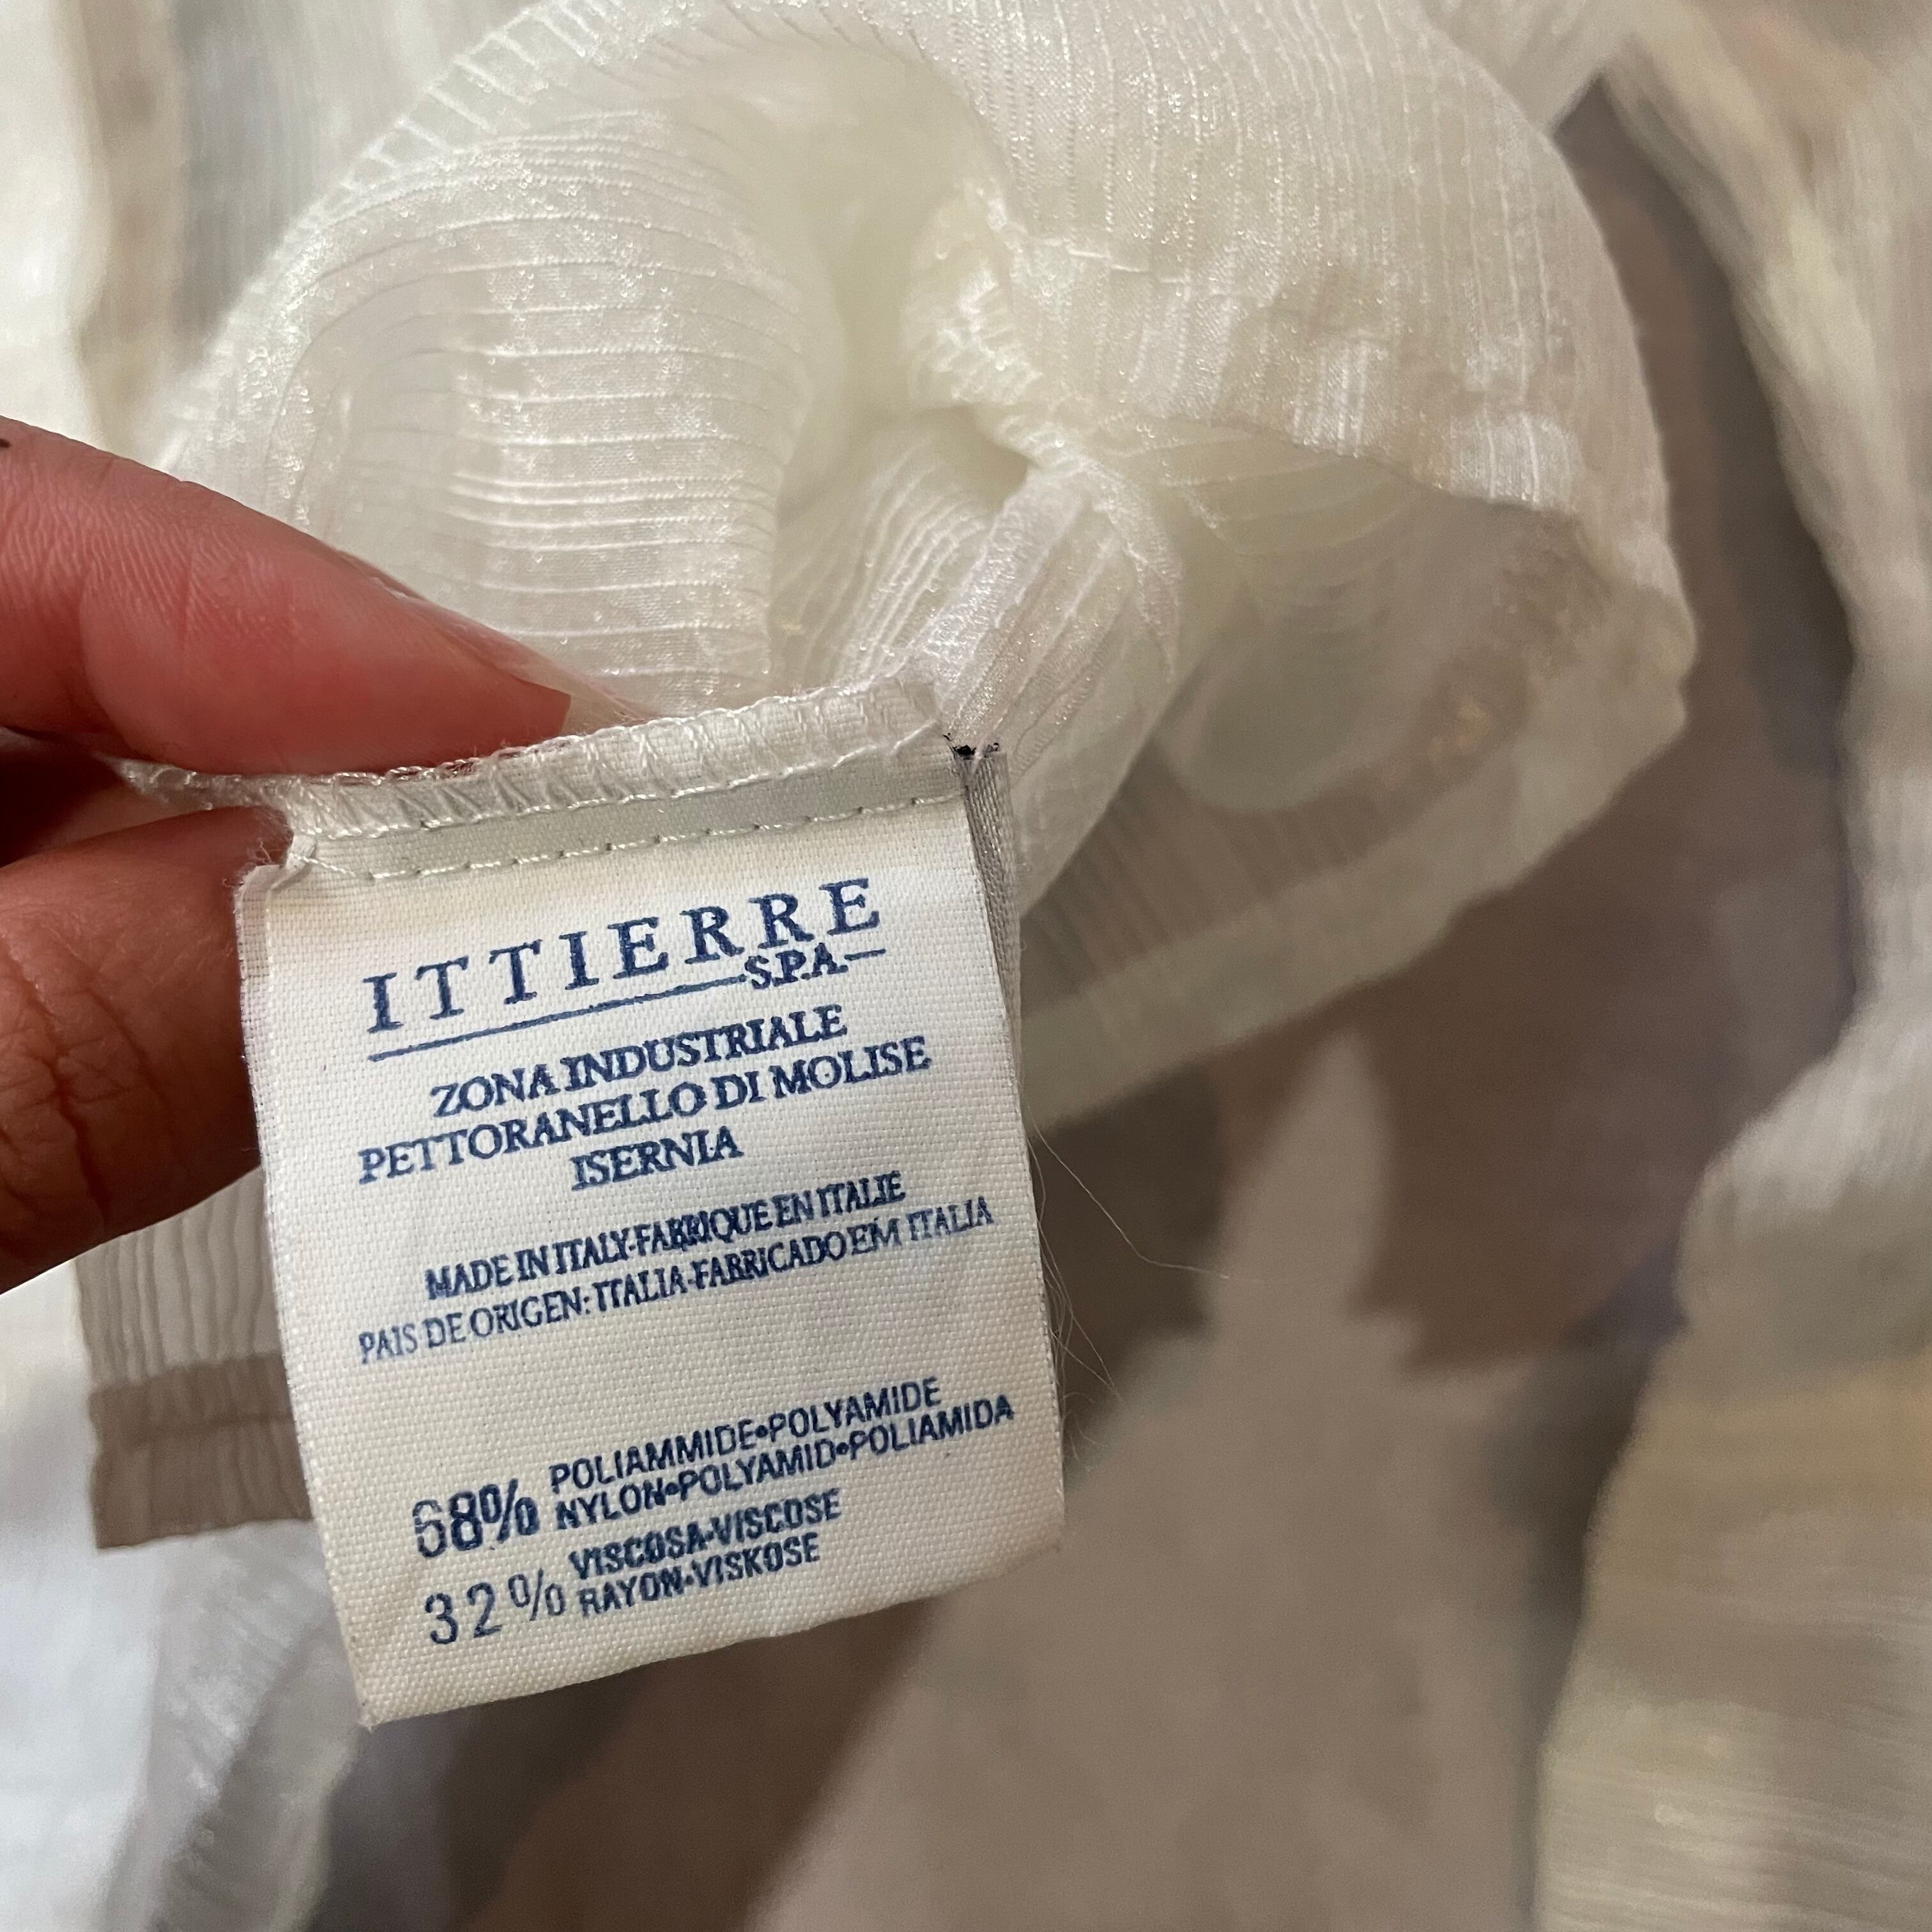 ITTIERRE
S.P.A.
ZONA INDUSTRIALE
PETTORANELLO DI MOLISE
ISERNIA
MADE IN ITALY-FABRIQUE EN ITALIE
PAIS DE ORIGEN: ITALIA-FABRICADO EM ITALIA
68% POLIAMMIDE•POLYAMIDE
NYLON•POLYAMID•POLIAMIDA
32% VISCOSA-VISCOSE
RAYON-VISKOSE